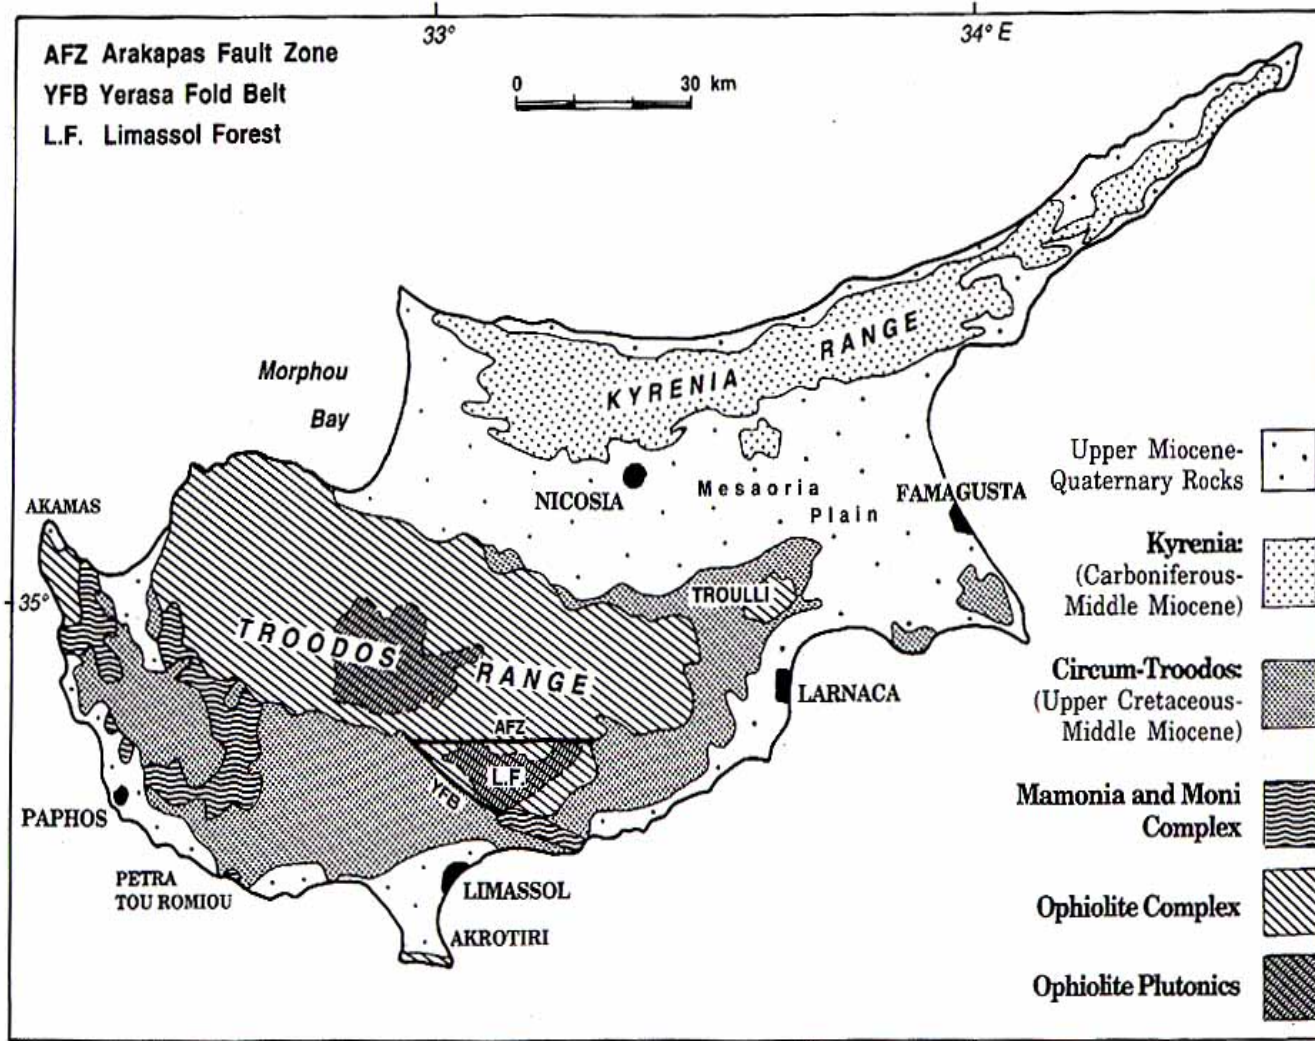 33°
34° E
AFZ Arakapas Fault Zone
YFB Yerasa Fold Belt
L.F. Limassol Forest
0 30 km
KYRENIA RANGE
Morphou
Bay
NICOSIA
Mesaoria
Plain
FAMAGUSTA
AKAMAS
35°
TROULLI
TROODOS RANGE
LARNACA
AFZ
L.F.
YFB
PAPHOS
PETRA
TOU ROMIOU
LIMASSOL
AKROTIRI
Upper Miocene-
Quaternary Rocks
Kyrenia:
(Carboniferous-
Middle Miocene)
Circum-Troodos:
(Upper Cretaceous-
Middle Miocene)
Mamonia and Moni
Complex
Ophiolite Complex
Ophiolite Plutonics